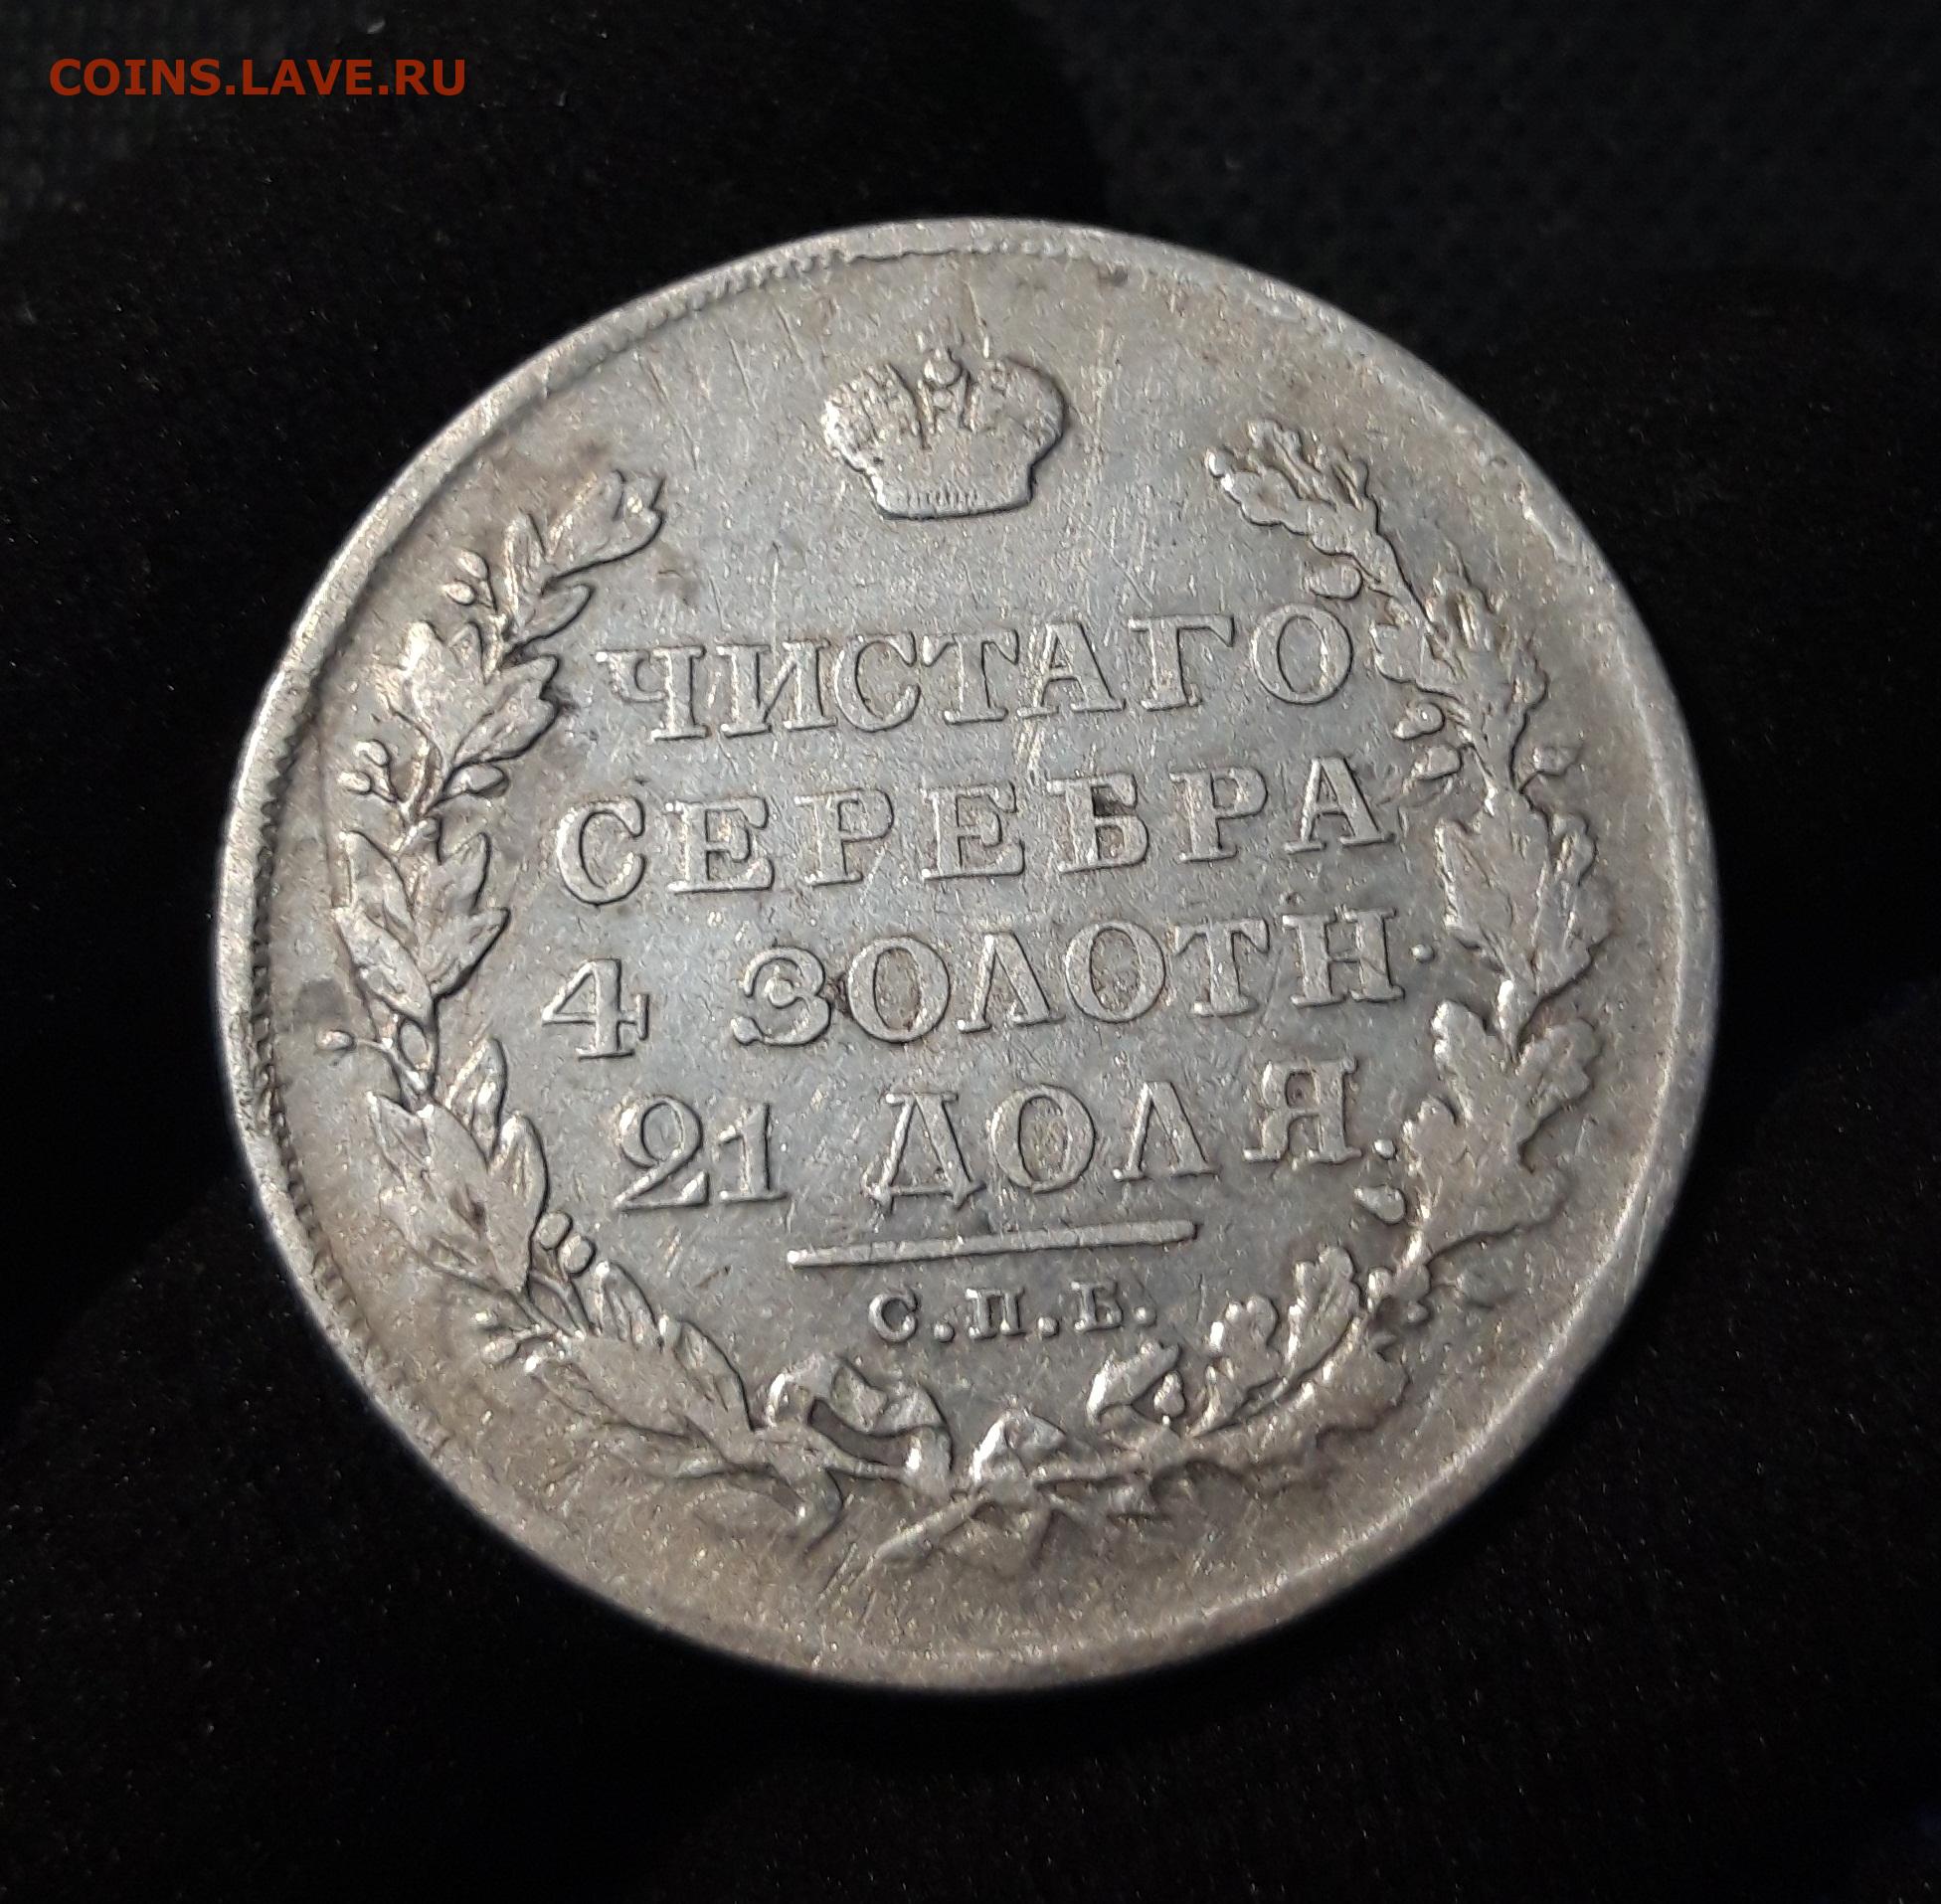 COINS.LAVE.RU
ЧИСТАГО
СЕРЕБРА
4 ЗОЛОТН.
21 ДОЛЯ.
С.П.Б.